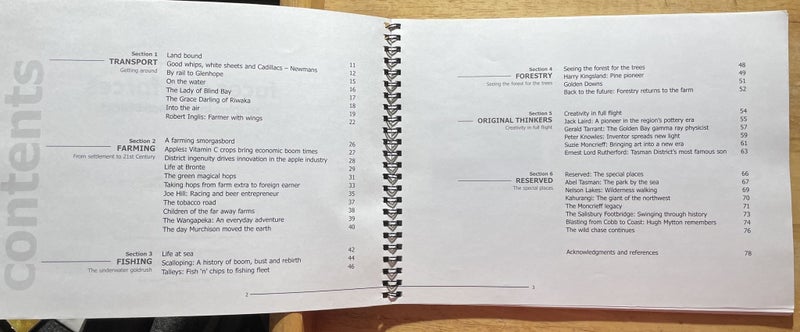 contents
Section 1
TRANSPORT
Getting around
Land bound 11
Good whips, white sheets and Cadillacs – Newmans 12
By rail to Glenhope 15
On the water 16
The Lady of Blind Bay 17
The Grace Darling of Riwaka 18
Into the air 19
Robert Inglis: Farmer with wings 22
Section 2
FARMING
From settlement to 21st Century
A farming smorgasbord 26
Apples: Vitamin C crops bring economic boom times 27
District ingenuity drives innovation in the apple industry 28
Life at Bronte 29
The green magical hops 31
Taking hops from farm extra to foreign earner 33
Joe Hill: Racing and beer entrepreneur 35
The tobacco road 37
Children of the far away farms 38
The Wangapeka: An everyday adventure 39
The day Murchison moved the earth 40
Section 3
FISHING
The underwater goldrush
Life at sea 42
Scalloping: A history of boom, bust and rebirth 44
Talleys: Fish 'n' chips to fishing fleet 46
2
Section 4
FORESTRY
Seeing the forest for the trees
Seeing the forest for the trees 48
Harry Kingsland: Pine pioneer 49
Golden Downs 51
Back to the future: Forestry returns to the farm 52
Section 5
ORIGINAL THINKERS
Creativity in full flight
Creativity in full flight 54
Jack Laird: A pioneer in the region's pottery era 55
Gerald Tarrant: The Golden Bay gamma ray physicist 57
Peter Knowles: Inventor spreads new light 59
Suzie Moncrieff: Bringing art into a new era 61
Ernest Lord Rutherford: Tasman District's most famous son 63
Section 6
RESERVED
The special places
Reserved: The special places 66
Abel Tasman: The park by the sea 67
Nelson Lakes: Wilderness walking 69
Kahurangi: The giant of the northwest 70
The Moncrieff legacy 71
The Salisbury Footbridge: Swinging through history 73
Blasting from Cobb to Coast: Hugh Mytton remembers 74
The wild chase continues 76
Acknowledgments and references 78
3